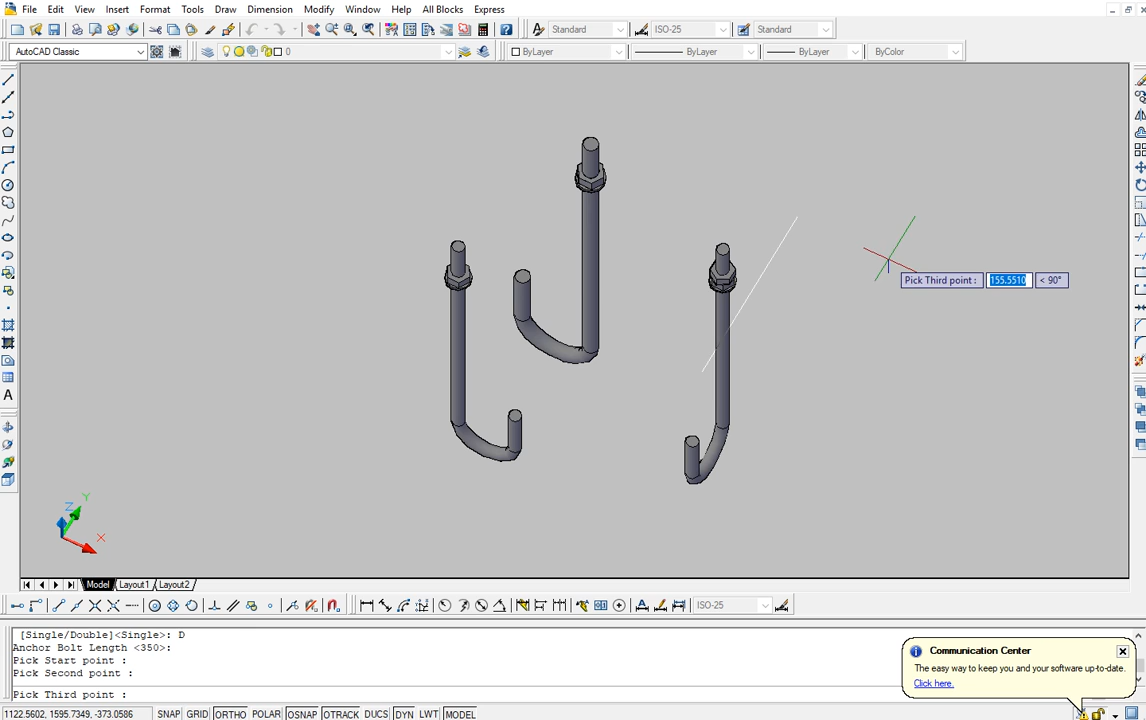 File Edit View Insert Format Tools Draw Dimension Modify Window Help All Blocks Express
Standard ISO-25 Standard
AutoCAD Classic 0 ByLayer ByLayer ByLayer ByColor
Pick Third point : 155.5510 < 90°
Z Y
X
Model Layout1 Layout2
ISO-25
[Single/Double]<Single>: D
Anchor Bolt Length <350>:
Pick Start point :
Pick Second point :
Pick Third point :
Communication Center
The easy way to keep you and your software up-to-date.
Click here.
1122.5602, 1595.7349, -373.0586 SNAP GRID ORTHO POLAR OSNAP OTRACK DUCS DYN LWT MODEL